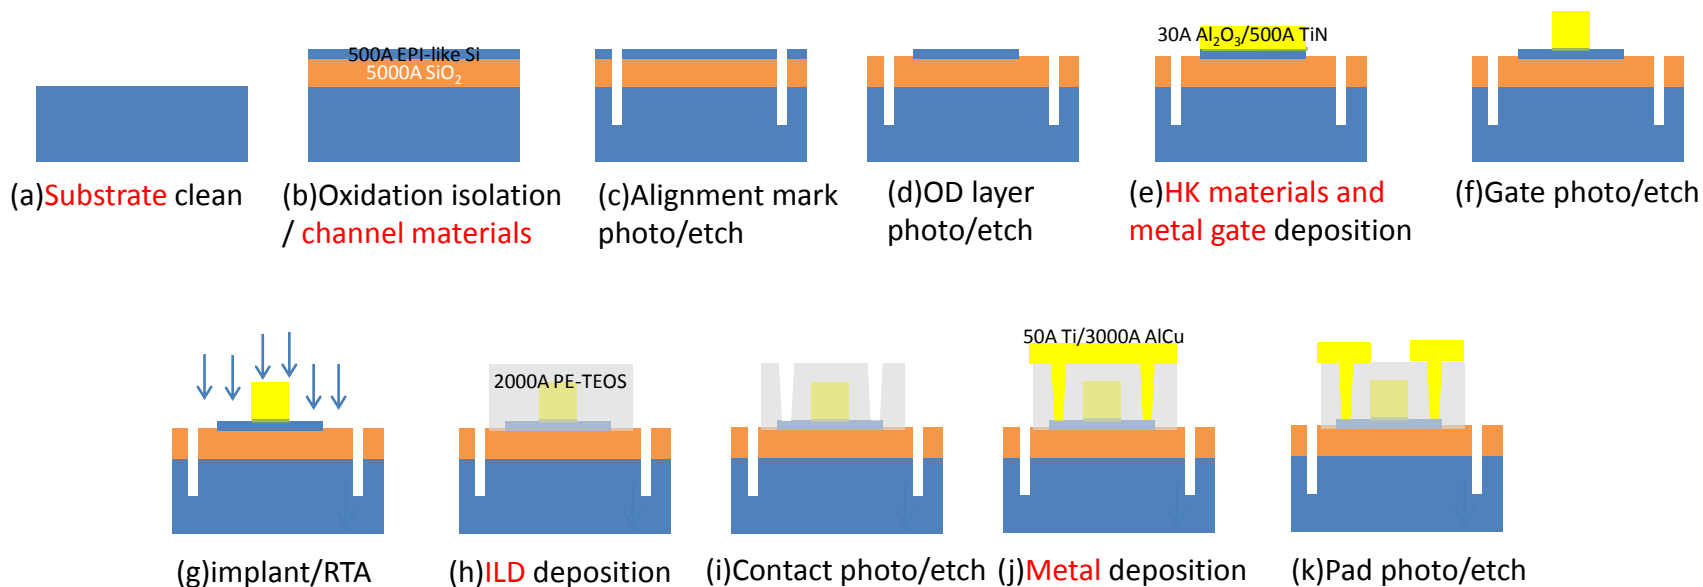 500A EPI-like Si
5000A SiO₂
30A Al₂O₃/500A TiN
(a)Substrate clean
(b)Oxidation isolation
/ channel materials
(c)Alignment mark
photo/etch
(d)OD layer
photo/etch
(e)HK materials and
metal gate deposition
(f)Gate photo/etch
2000A PE-TEOS
50A Ti/3000A AlCu
(g)implant/RTA
(h)ILD deposition
(i)Contact photo/etch
(j)Metal deposition
(k)Pad photo/etch